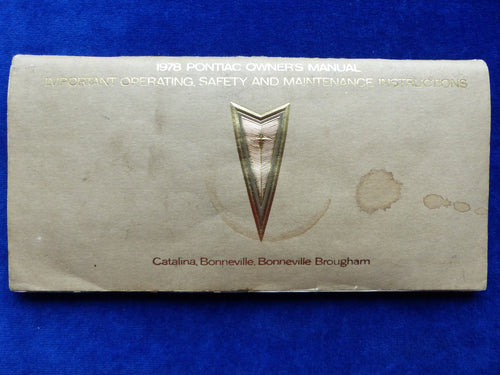 1978 PONTIAC OWNER'S MANUAL
IMPORTANT OPERATING, SAFETY AND MAINTENANCE INSTRUCTIONS
Catalina, Bonneville, Bonneville Brougham